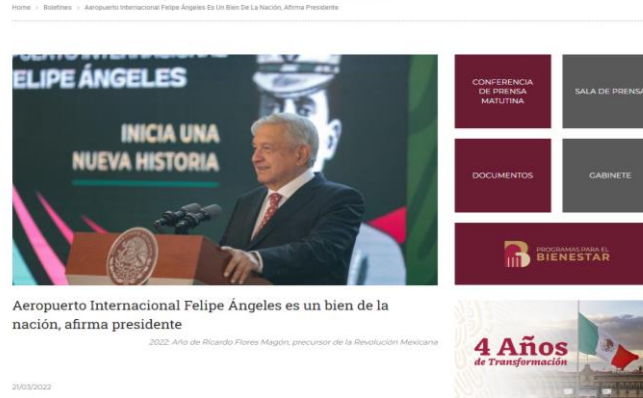 Home > Boletines > Aeropuerto Internacional Felipe Ángeles Es Un Bien De La Nación, Afirma Presidente
ELIPE ÁNGELES
INICIA UNA
NUEVA HISTORIA
CONFERENCIA
DE PRENSA
MATUTINA
SALA DE PRENSA
DOCUMENTOS
GABINETE
PROGRAMAS PARA EL
BIENESTAR
Aeropuerto Internacional Felipe Ángeles es un bien de la
nación, afirma presidente
2022: Año de Ricardo Flores Magón, precursor de la Revolución Mexicana
4 Años
de Transformación
21/03/2022